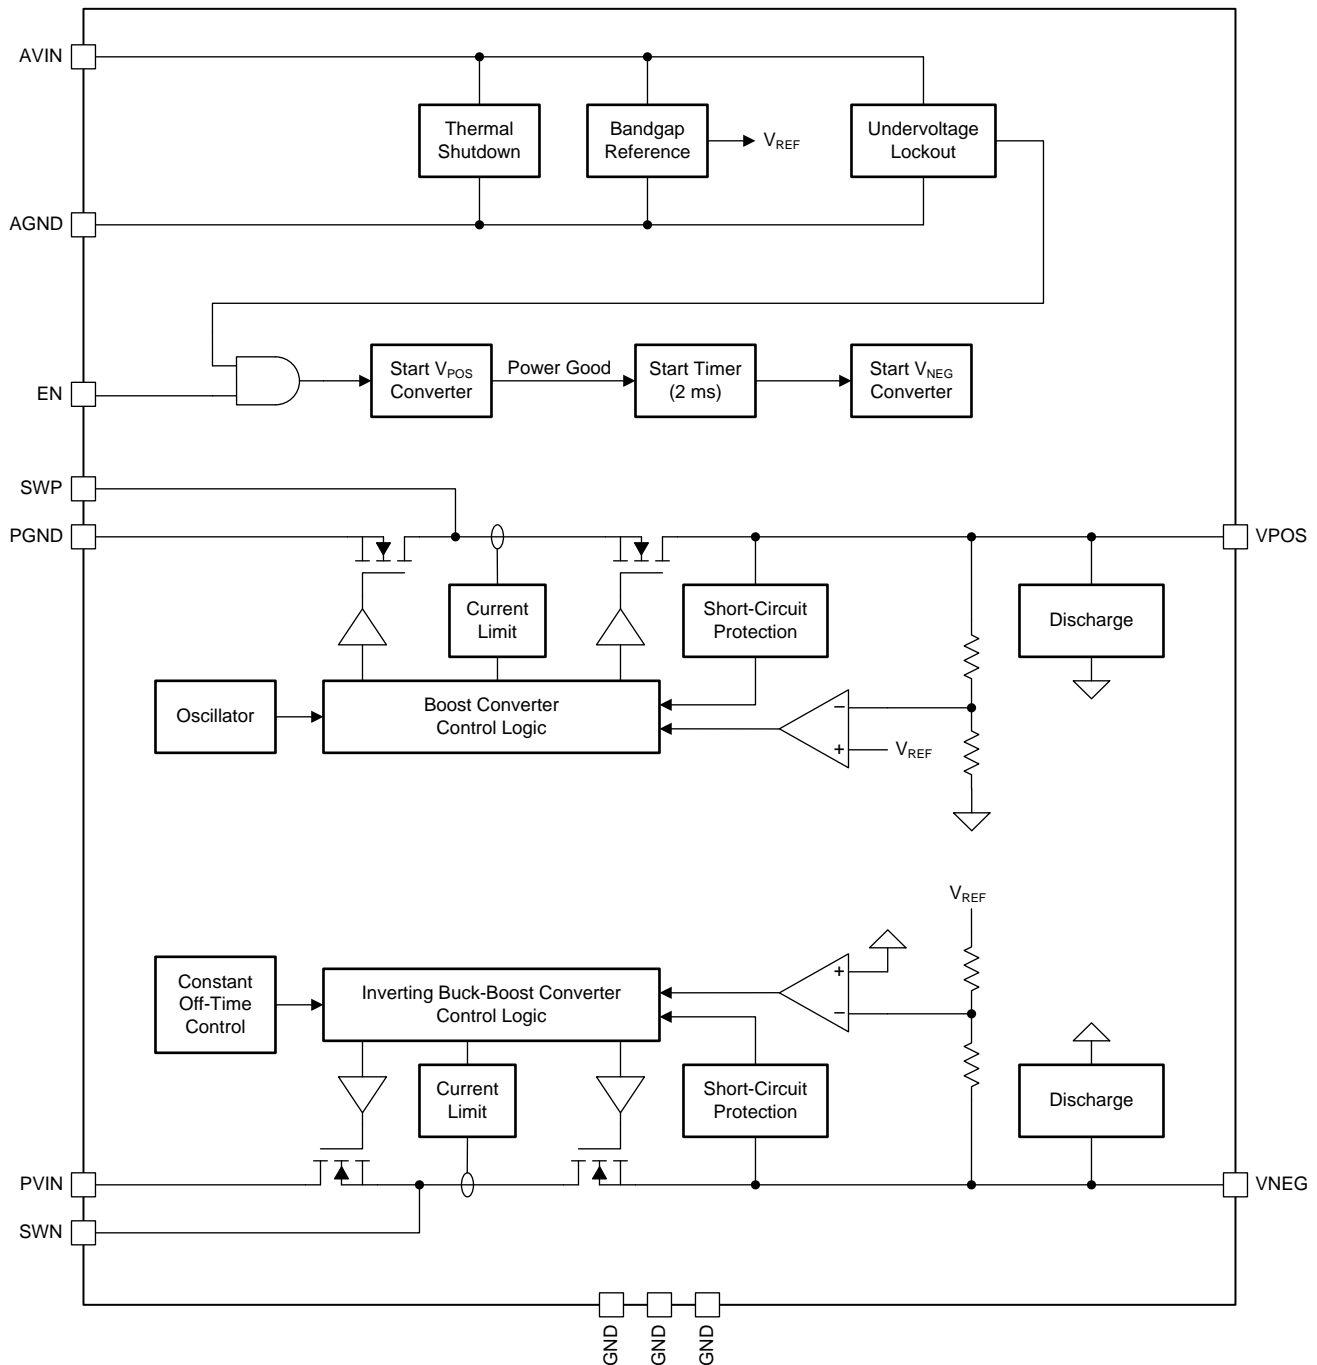 AVIN
Thermal
Shutdown
Bandgap
Reference
VREF
Undervoltage
Lockout
AGND
EN
Start VPOS
Converter
Power Good
Start Timer
(2 ms)
Start VNEG
Converter
SWP
PGND
VPOS
Current
Limit
Short-Circuit
Protection
Discharge
Oscillator
Boost Converter
Control Logic
−
+
VREF
VREF
Constant
Off-Time
Control
Inverting Buck-Boost Converter
Control Logic
+
−
Current
Limit
Short-Circuit
Protection
Discharge
PVIN
VNEG
SWN
GND
GND
GND